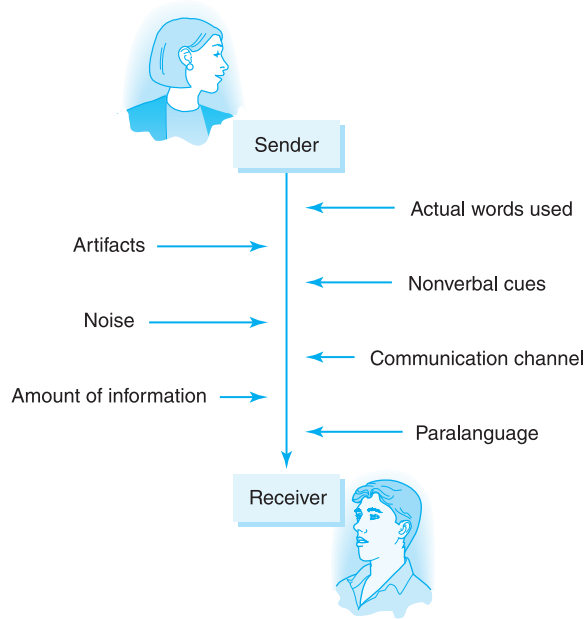 Sender
Actual words used
Artifacts
Nonverbal cues
Noise
Communication channel
Amount of information
Paralanguage
Receiver